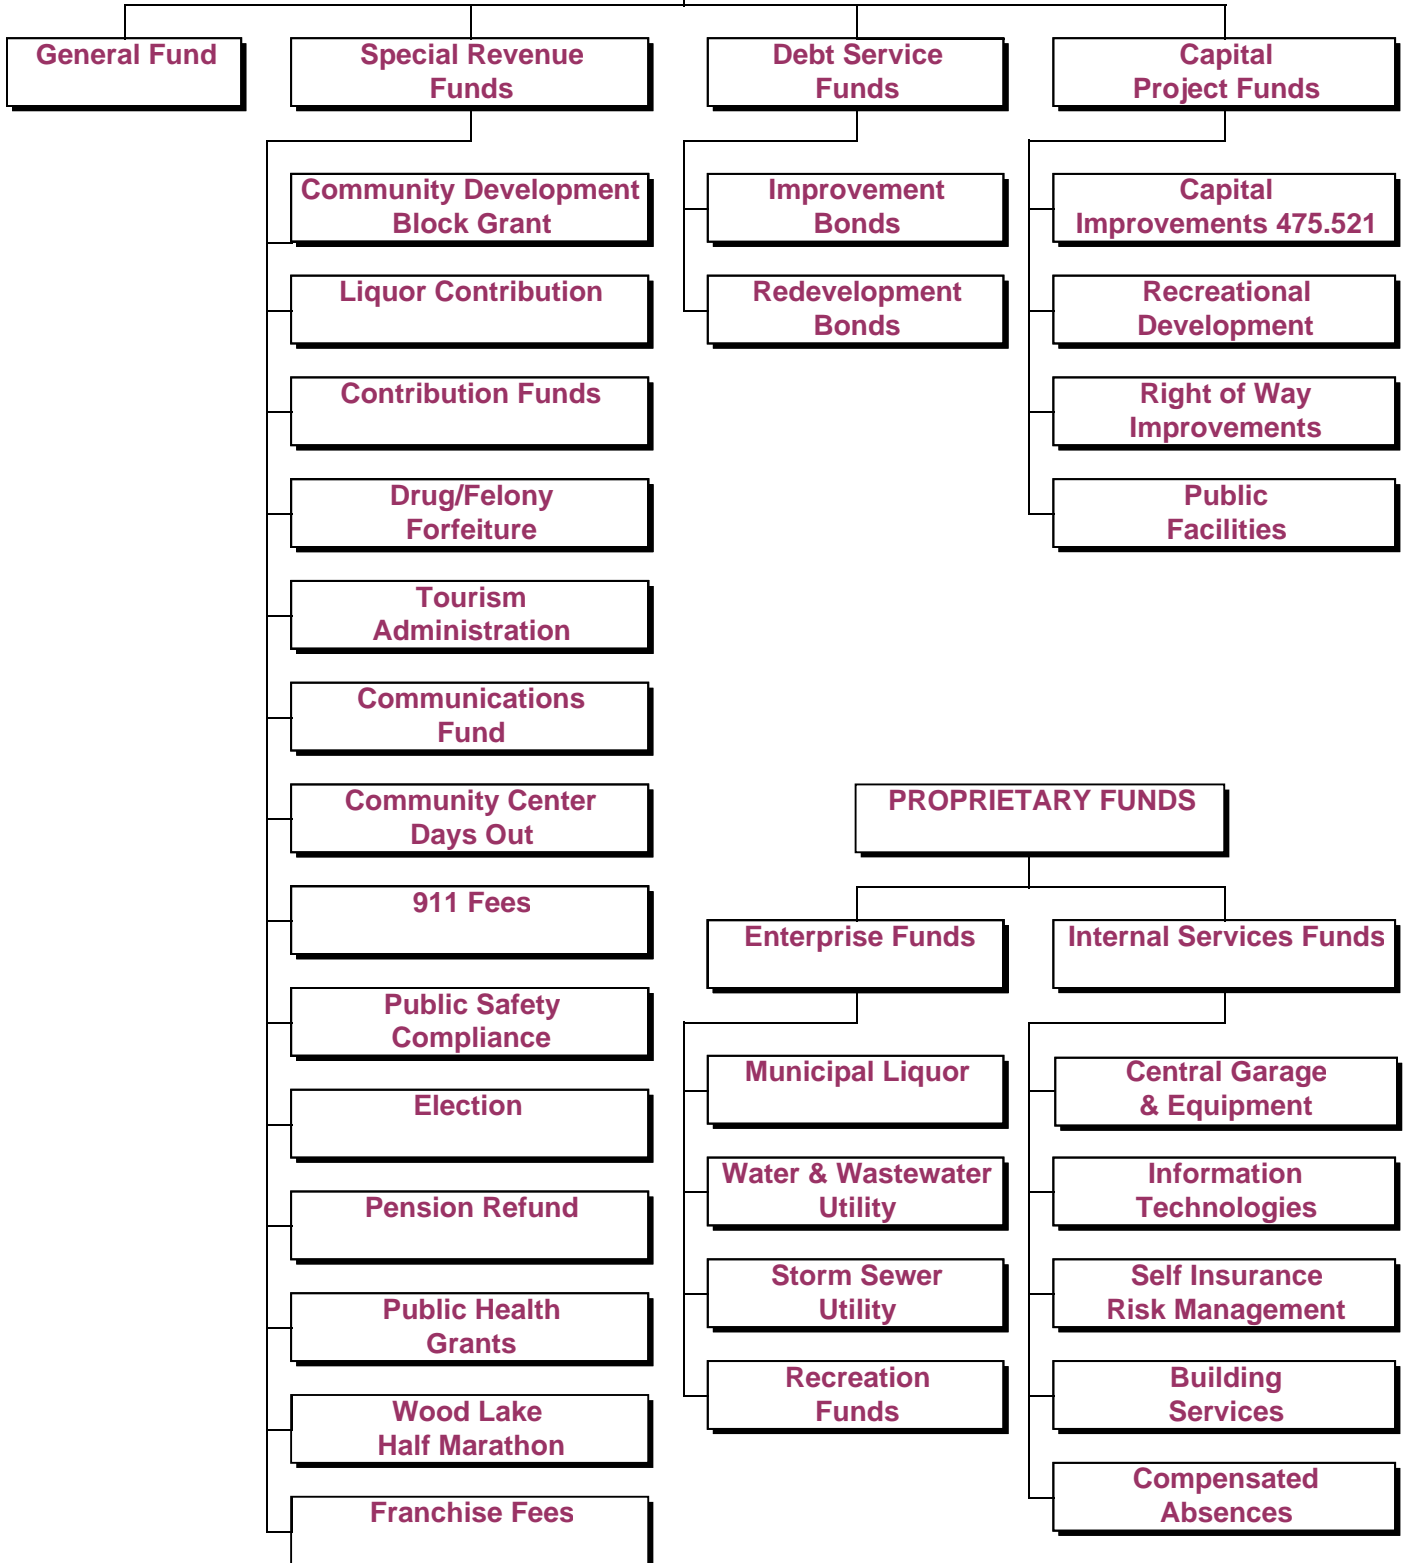 General Fund
Special Revenue
Funds
Debt Service
Funds
Capital
Project Funds
Community Development
Block Grant
Liquor Contribution
Contribution Funds
Drug/Felony
Forfeiture
Tourism
Administration
Communications
Fund
Community Center
Days Out
911 Fees
Public Safety
Compliance
Election
Pension Refund
Public Health
Grants
Wood Lake
Half Marathon
Franchise Fees
Improvement
Bonds
Redevelopment
Bonds
Capital
Improvements 475.521
Recreational
Development
Right of Way
Improvements
Public
Facilities
PROPRIETARY FUNDS
Enterprise Funds
Internal Services Funds
Municipal Liquor
Water & Wastewater
Utility
Storm Sewer
Utility
Recreation
Funds
Central Garage
& Equipment
Information
Technologies
Self Insurance
Risk Management
Building
Services
Compensated
Absences